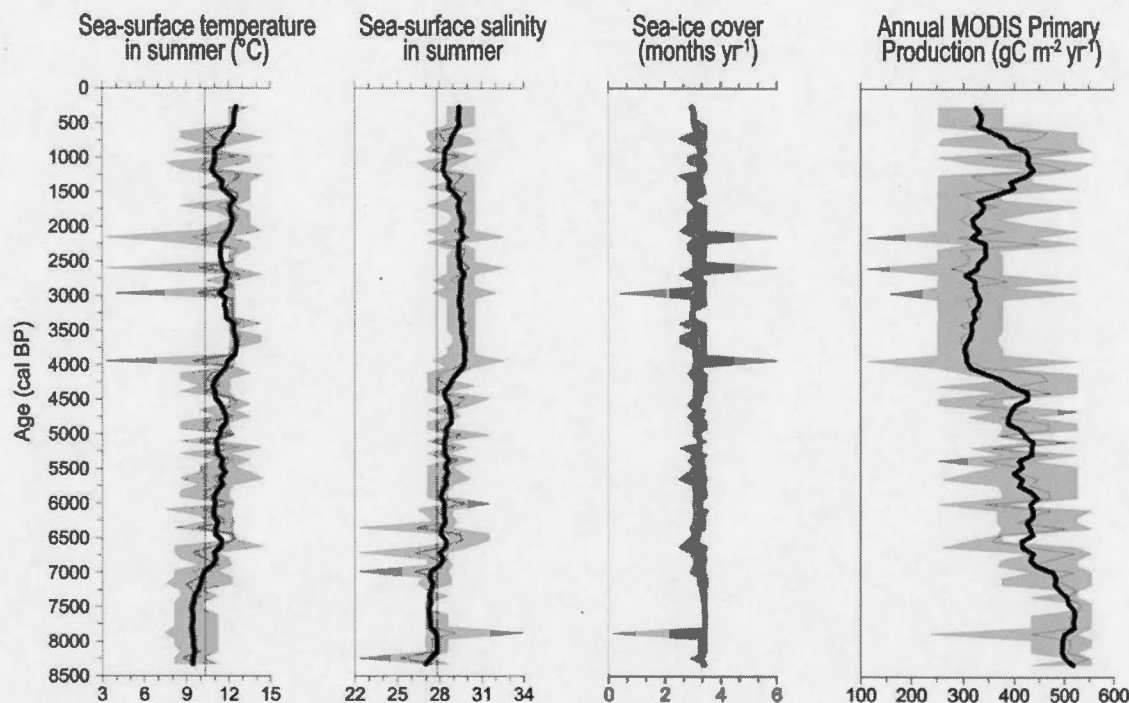 Sea-surface temperature
in summer (°C)
Sea-surface salinity
in summer
Sea-ice cover
(months yr⁻¹)
Annual MODIS Primary
Production (gC m⁻² yr⁻¹)
Age (cal BP)
0
500
1000
1500
2000
2500
3000
3500
4000
4500
5000
5500
6000
6500
7000
7500
8000
8500
3 6 9 12 15
22 25 28 31 34
0 2 4 6
100 200 300 400 500 600